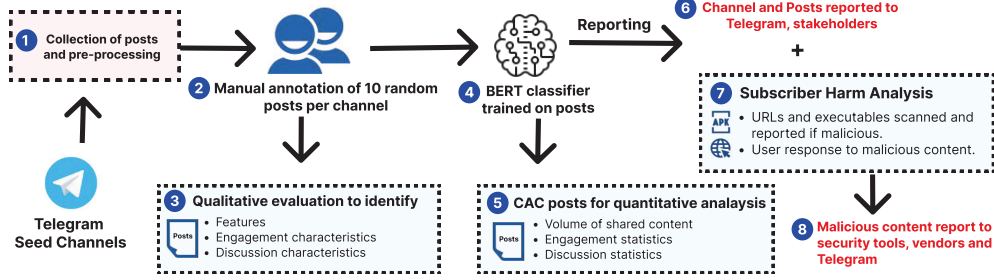 1 Collection of posts
and pre-processing
Telegram
Seed Channels
2 Manual annotation of 10 random
posts per channel
3 Qualitative evaluation to identify
Posts
• Features
• Engagement characteristics
• Discussion characteristics
4 BERT classifier
trained on posts
5 CAC posts for quantitative analaysis
Posts
• Volume of shared content
• Engagement statistics
• Discussion statistics
Reporting
6 Channel and Posts reported to
Telegram, stakeholders
+
7 Subscriber Harm Analysis
APK
• URLs and executables scanned and
reported if malicious.
• User response to malicious content.
8 Malicious content report to
security tools, vendors and
Telegram